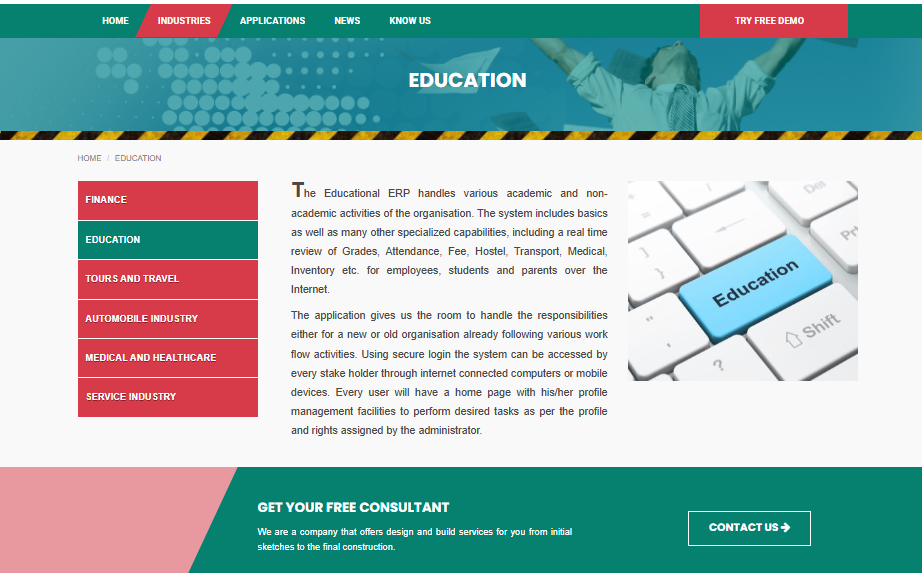 HOME INDUSTRIES APPLICATIONS NEWS KNOW US TRY FREE DEMO
EDUCATION
HOME / EDUCATION
FINANCE
EDUCATION
TOURS AND TRAVEL
AUTOMOBILE INDUSTRY
MEDICAL AND HEALTHCARE
SERVICE INDUSTRY
The Educational ERP handles various academic and non-
academic activities of the organisation. The system includes basics
as well as many other specialized capabilities, including a real time
review of Grades, Attendance, Fee, Hostel, Transport, Medical,
Inventory etc. for employees, students and parents over the
Internet.
The application gives us the room to handle the responsibilities
either for a new or old organisation already following various work
flow activities. Using secure login the system can be accessed by
every stake holder through internet connected computers or mobile
devices. Every user will have a home page with his/her profile
management facilities to perform desired tasks as per the profile
and rights assigned by the administrator.
Del
Education
Shift
?
GET YOUR FREE CONSULTANT
We are a company that offers design and build services for you from initial
sketches to the final construction.
CONTACT US →